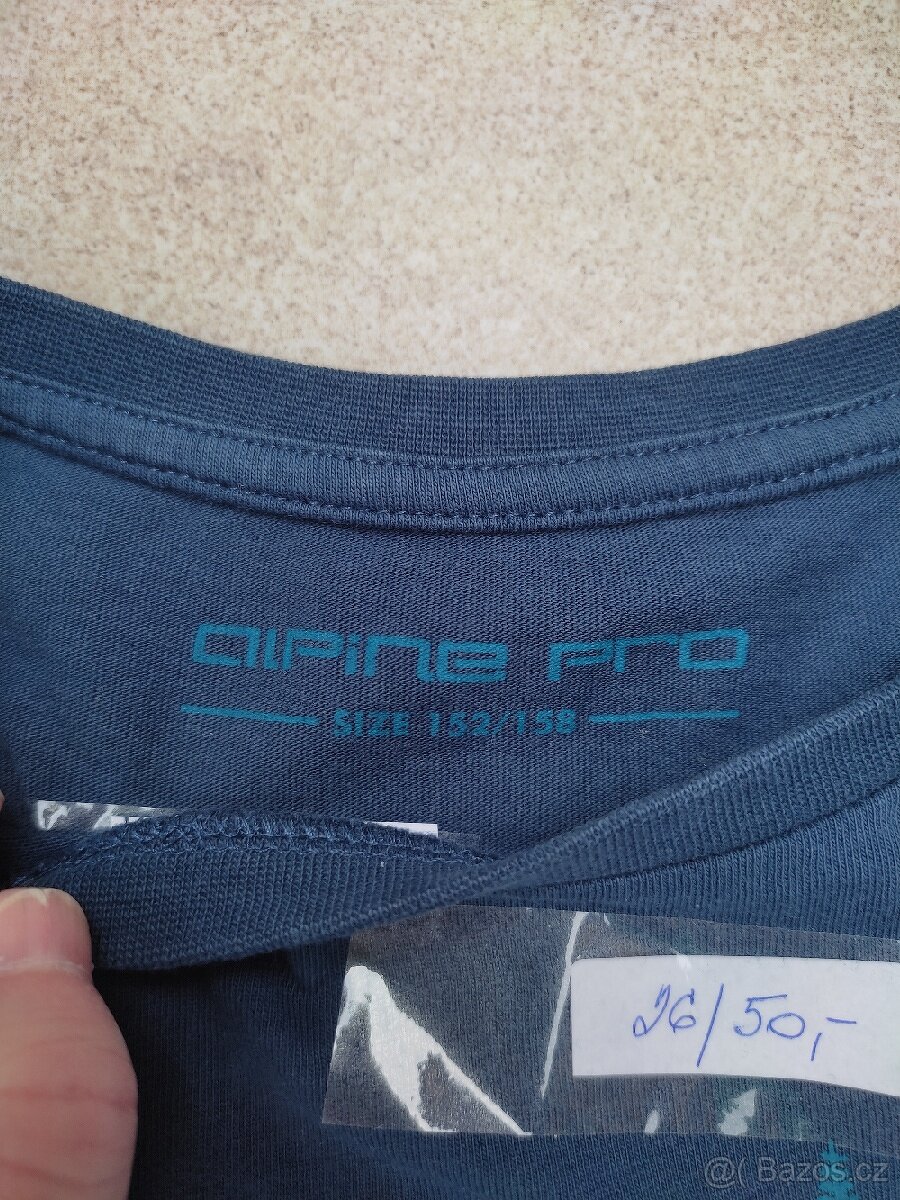 alpine pro
SIZE 152/158
26/50,-
@( Bazos.cz